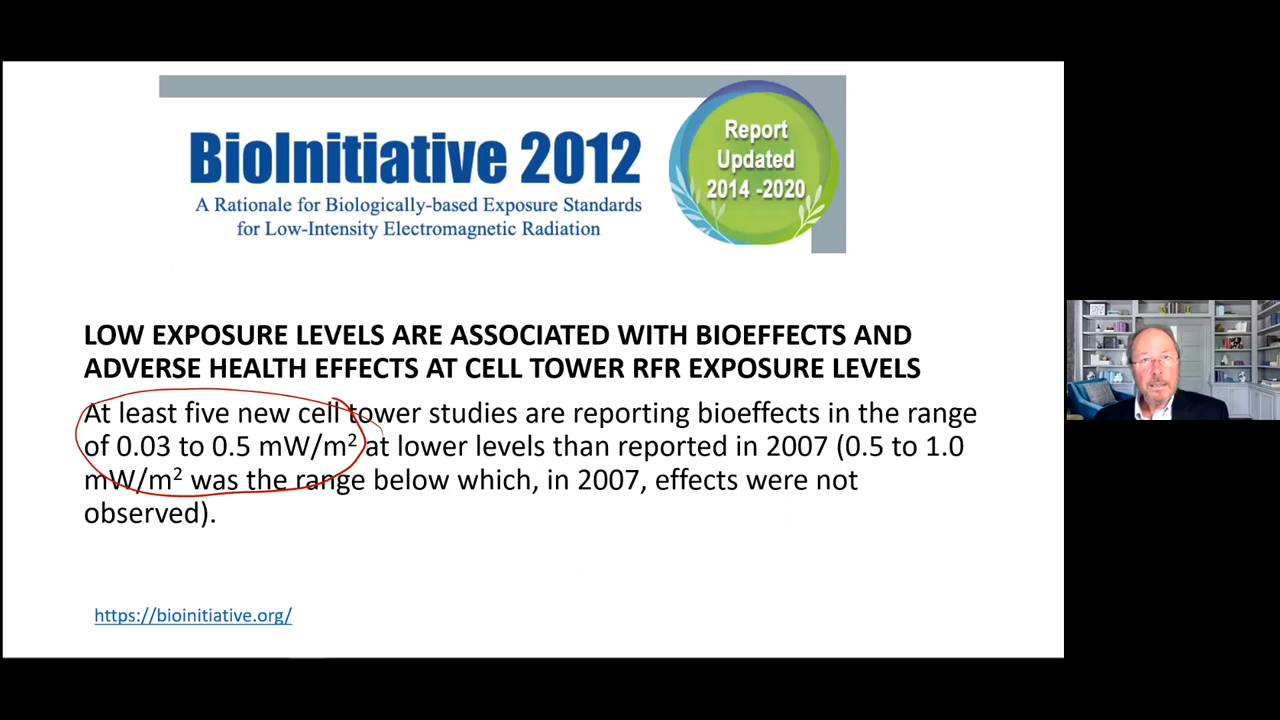 BioInitiative 2012
A Rationale for Biologically-based Exposure Standards
for Low-Intensity Electromagnetic Radiation
Report
Updated
2014 -2020
LOW EXPOSURE LEVELS ARE ASSOCIATED WITH BIOEFFECTS AND
ADVERSE HEALTH EFFECTS AT CELL TOWER RFR EXPOSURE LEVELS
At least five new cell tower studies are reporting bioeffects in the range
of 0.03 to 0.5 mW/m² at lower levels than reported in 2007 (0.5 to 1.0
mW/m² was the range below which, in 2007, effects were not
observed).
https://bioinitiative.org/